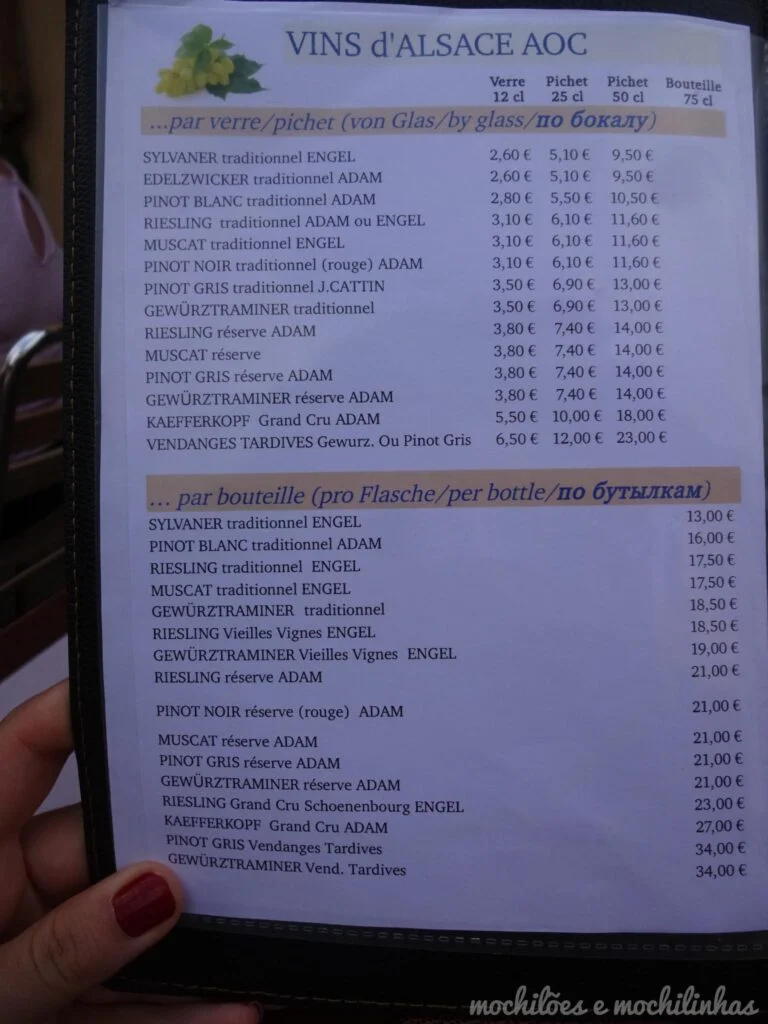 VINS d'ALSACE AOC
Verre Pichet Pichet Bouteille
12 cl 25 cl 50 cl 75 cl
...par verre/pichet (von Glas/by glass/по бокалу)
SYLVANER traditionnel ENGEL 2,60 € 5,10 € 9,50 €
EDELZWICKER traditionnel ADAM 2,60 € 5,10 € 9,50 €
PINOT BLANC traditionnel ADAM 2,80 € 5,50 € 10,50 €
RIESLING traditionnel ADAM ou ENGEL 3,10 € 6,10 € 11,60 €
MUSCAT traditionnel ENGEL 3,10 € 6,10 € 11,60 €
PINOT NOIR traditionnel (rouge) ADAM 3,10 € 6,10 € 11,60 €
PINOT GRIS traditionnel J.CATTIN 3,50 € 6,90 € 13,00 €
GEWÜRZTRAMINER traditionnel 3,50 € 6,90 € 13,00 €
RIESLING réserve ADAM 3,80 € 7,40 € 14,00 €
MUSCAT réserve 3,80 € 7,40 € 14,00 €
PINOT GRIS réserve ADAM 3,80 € 7,40 € 14,00 €
GEWÜRZTRAMINER réserve ADAM 3,80 € 7,40 € 14,00 €
KAEFFERKOPF Grand Cru ADAM 5,50 € 10,00 € 18,00 €
VENDANGES TARDIVES Gewurz. Ou Pinot Gris 6,50 € 12,00 € 23,00 €
... par bouteille (pro Flasche/per bottle/по бутылкам)
SYLVANER traditionnel ENGEL 13,00 €
PINOT BLANC traditionnel ADAM 16,00 €
RIESLING traditionnel ENGEL 17,50 €
MUSCAT traditionnel ENGEL 17,50 €
GEWÜRZTRAMINER traditionnel 18,50 €
RIESLING Vieilles Vignes ENGEL 18,50 €
GEWÜRZTRAMINER Vieilles Vignes ENGEL 19,00 €
RIESLING réserve ADAM 21,00 €
PINOT NOIR réserve (rouge) ADAM 21,00 €
MUSCAT réserve ADAM 21,00 €
PINOT GRIS réserve ADAM 21,00 €
GEWÜRZTRAMINER réserve ADAM 21,00 €
RIESLING Grand Cru Schoenenbourg ENGEL 23,00 €
KAEFFERKOPF Grand Cru ADAM 27,00 €
PINOT GRIS Vendanges Tardives 34,00 €
GEWÜRZTRAMINER Vend. Tardives 34,00 €
mochilões e mochilinhas